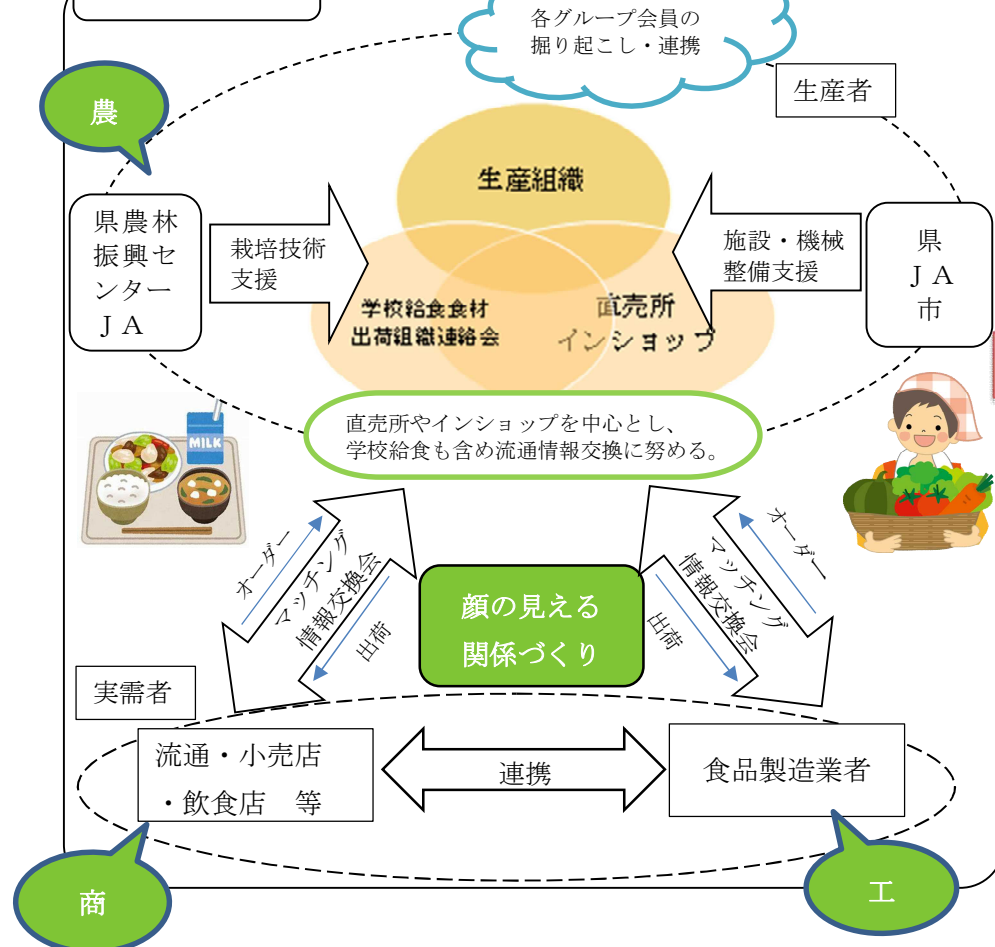 各グループ会員の
掘り起こし・連携
生産者
農
生産組織
県農林
振興セ
ンター
ＪＡ
栽培技術
支援
施設・機械
整備支援
県
ＪＡ
市
学校給食食材
出荷組織連絡会
直売所
インショップ
直売所やインショップを中心とし、
学校給食も含め流通情報交換に努める。
MILK
オーダー
マッチング
情報交換会
出荷
顔の見える
関係づくり
オーダー
マッチング
情報交換会
出荷
実需者
流通・小売店
・飲食店　等
連携
食品製造業者
商
工